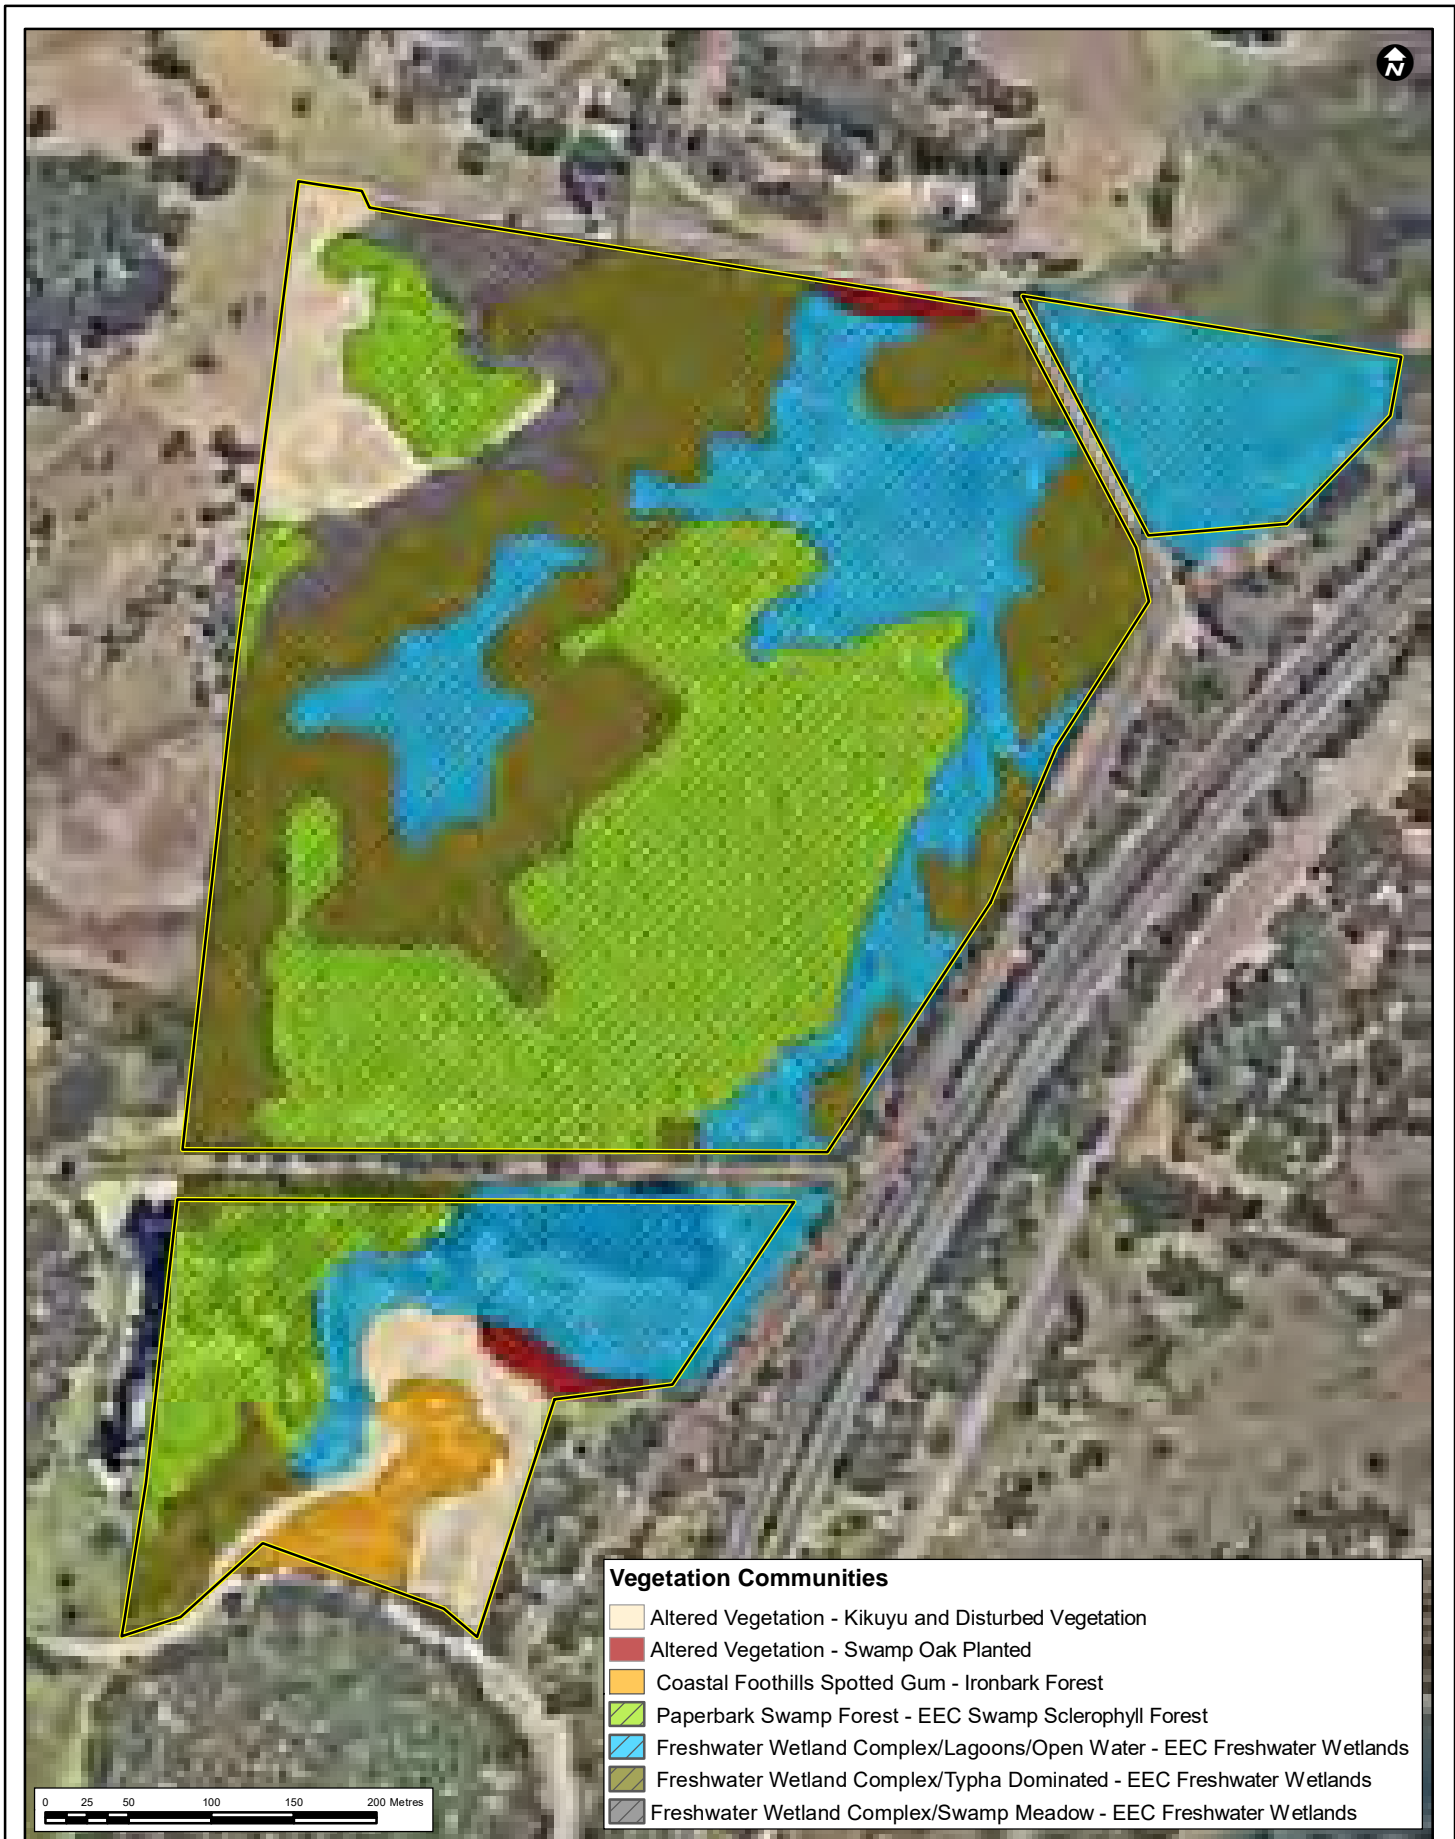 N
Vegetation Communities
Altered Vegetation - Kikuyu and Disturbed Vegetation
Altered Vegetation - Swamp Oak Planted
Coastal Foothills Spotted Gum - Ironbark Forest
Paperbark Swamp Forest - EEC Swamp Sclerophyll Forest
Freshwater Wetland Complex/Lagoons/Open Water - EEC Freshwater Wetlands
Freshwater Wetland Complex/Typha Dominated - EEC Freshwater Wetlands
Freshwater Wetland Complex/Swamp Meadow - EEC Freshwater Wetlands
0 25 50 100 150 200 Metres